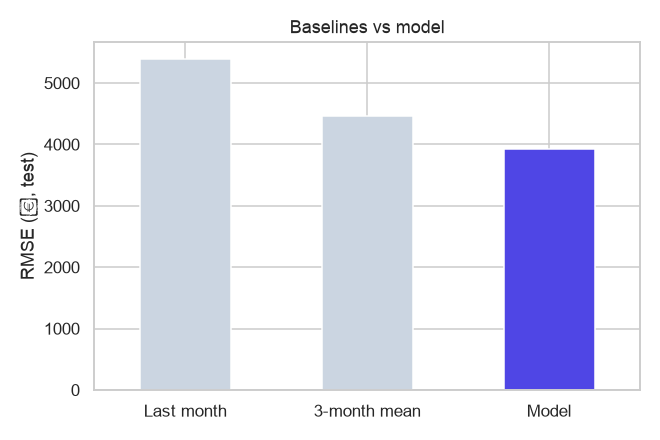 Baselines vs model
RMSE (€, test)
5000
4000
3000
2000
1000
0
Last month
3-month mean
Model